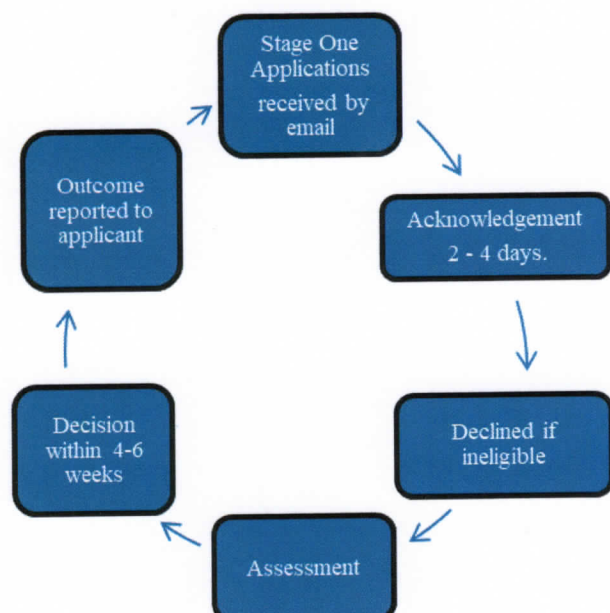 Stage One
Applications
received by
email
Acknowledgement
2 - 4 days.
Declined if
ineligible
Assessment
Decision
within 4-6
weeks
Outcome
reported to
applicant